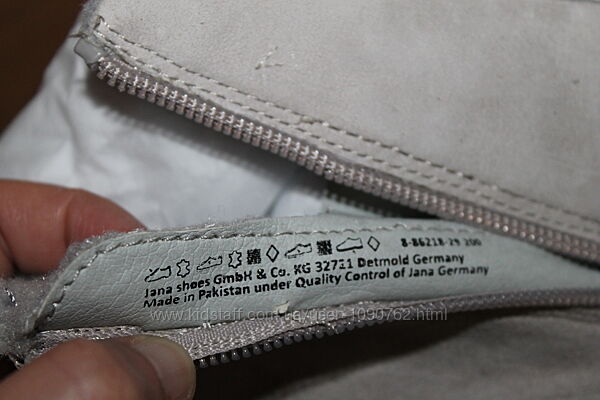 8-86218-29 200
Jana shoes GmbH & Co. KG 32721 Detmold Germany
Made in Pakistan under Quality Control of Jana Germany